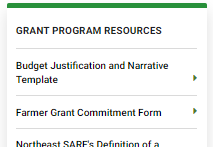 GRANT PROGRAM RESOURCES
Budget Justification and Narrative
Template
Farmer Grant Commitment Form
Northeast SARE's Definition of a